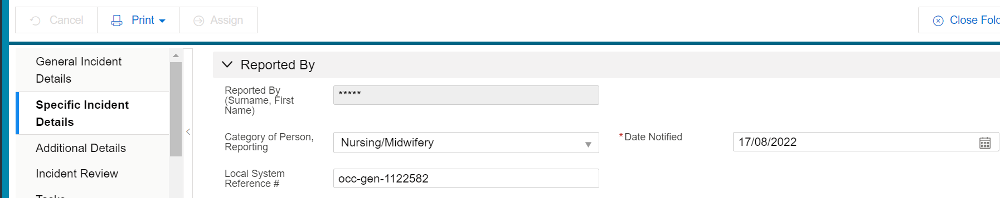 Cancel Print Assign Close Fold
General Incident
Details
Specific Incident
Details
Additional Details
Incident Review
Reported By
Reported By
(Surname, First
Name)
*****
Category of Person,
Reporting
Nursing/Midwifery
*Date Notified
17/08/2022
Local System
Reference #
occ-gen-1122582